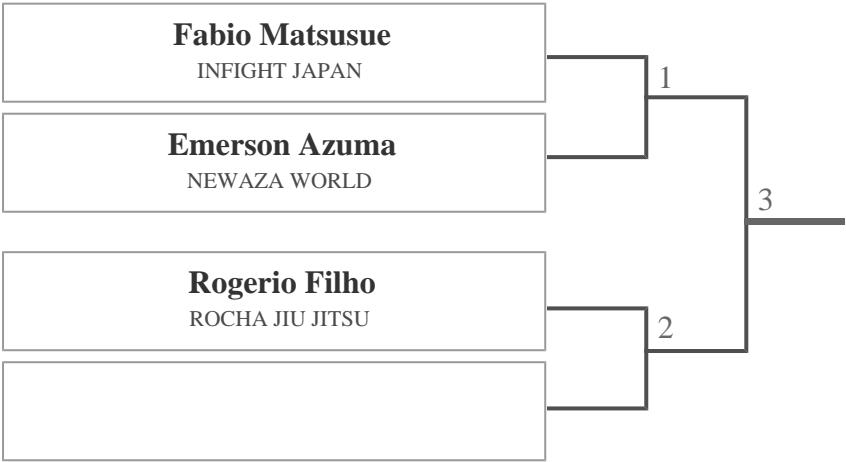 Fabio Matsusue
INFIGHT JAPAN
1
Emerson Azuma
NEWAZA WORLD
3
Rogerio Filho
ROCHA JIU JITSU
2